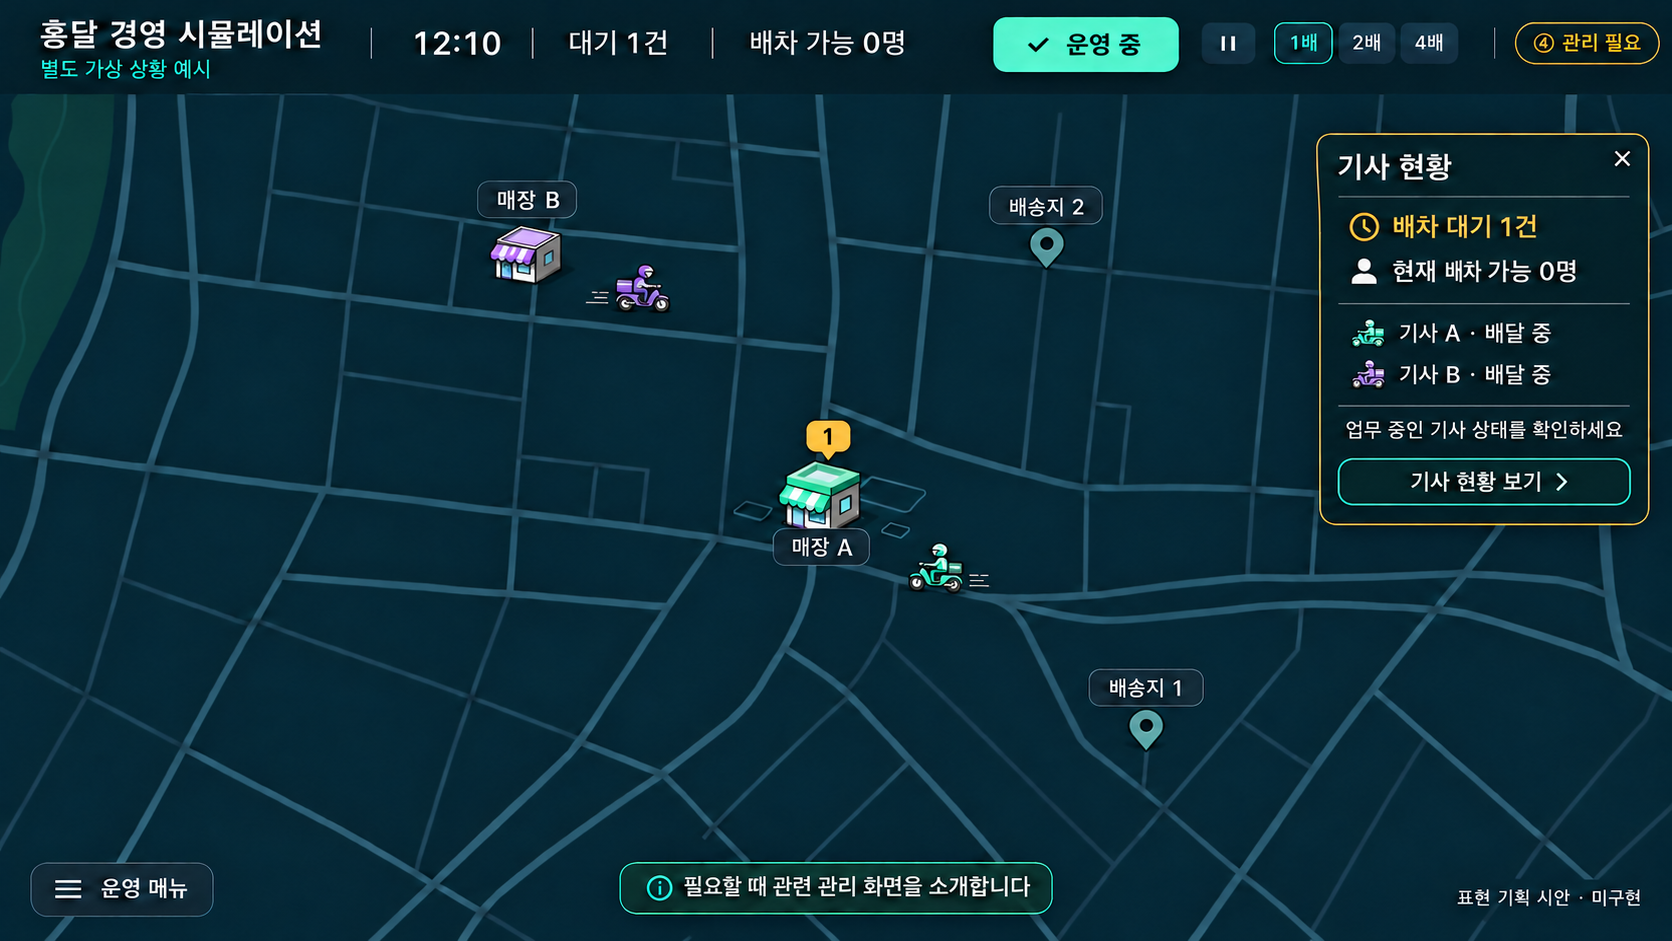 홍달 경영 시뮬레이션
별도 가상 상황 예시
12:10
대기 1건
배차 가능 0명
운영 중
1배
2배
4배
④ 관리 필요
매장 B
배송지 2
기사 현황
배차 대기 1건
현재 배차 가능 0명
기사 A · 배달 중
기사 B · 배달 중
업무 중인 기사 상태를 확인하세요
기사 현황 보기
1
매장 A
배송지 1
운영 메뉴
필요할 때 관련 관리 화면을 소개합니다
표현 기획 시안 · 미구현